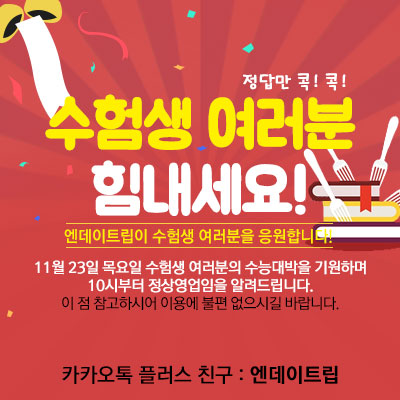 정답만 콕! 콕!
수험생 여러분
힘내세요!
엔데이트립이 수험생 여러분을 응원합니다!
11월 23일 목요일 수험생 여러분의 수능대박을 기원하며
10시부터 정상영업임을 알려드립니다.
이 점 참고하시어 이용에 불편 없으시길 바랍니다.
카카오톡 플러스 친구 : 엔데이트립